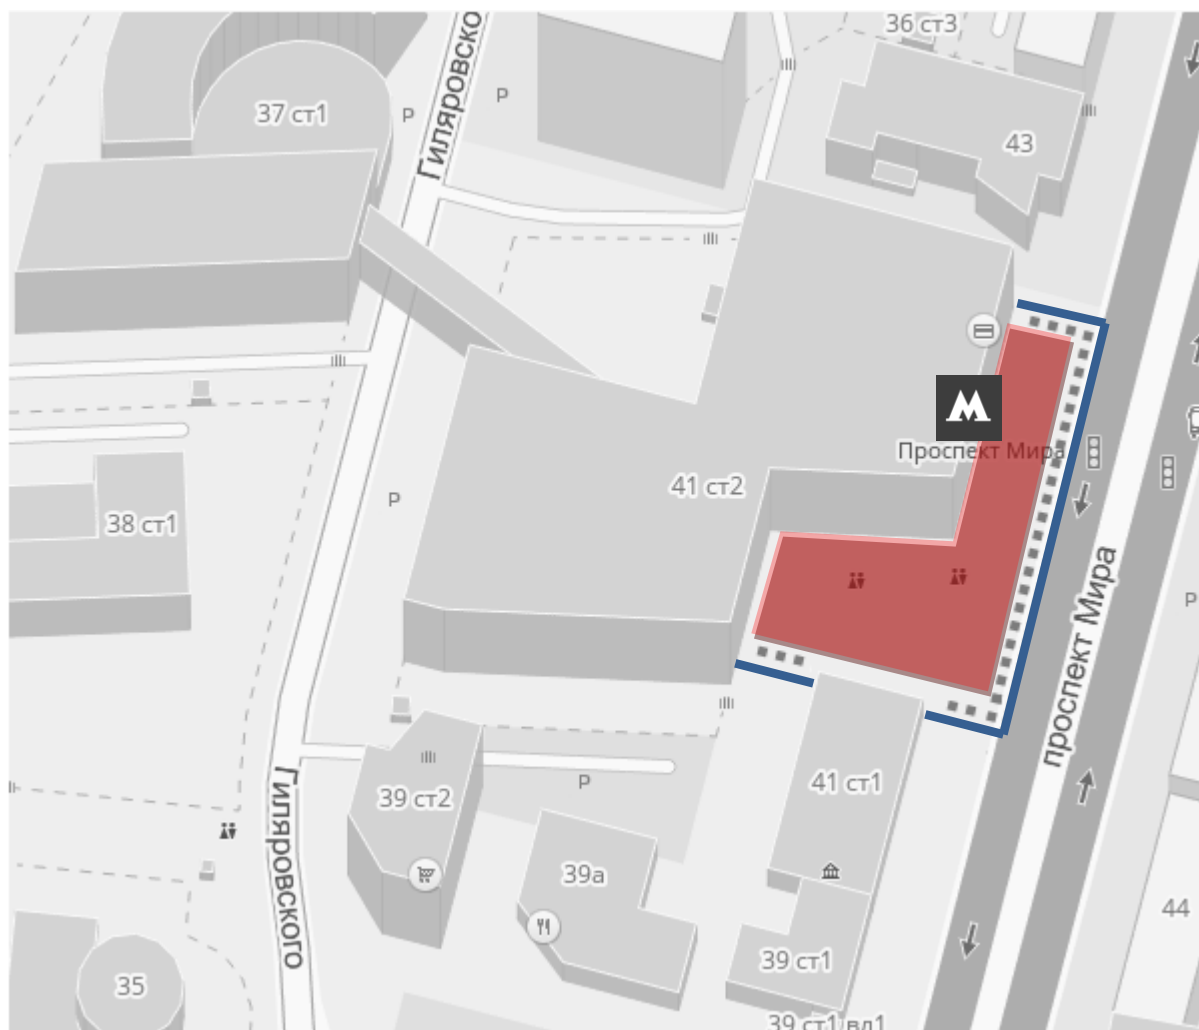 36 ст3
Гиляровско
37 ст1
P
P
43
Проспект Мира
41 ст2
P
38 ст1
проспект Мира
P
Гиляровского
39 ст2
P
41 ст1
39а
44
39 ст1
35
39 ст1
вл1